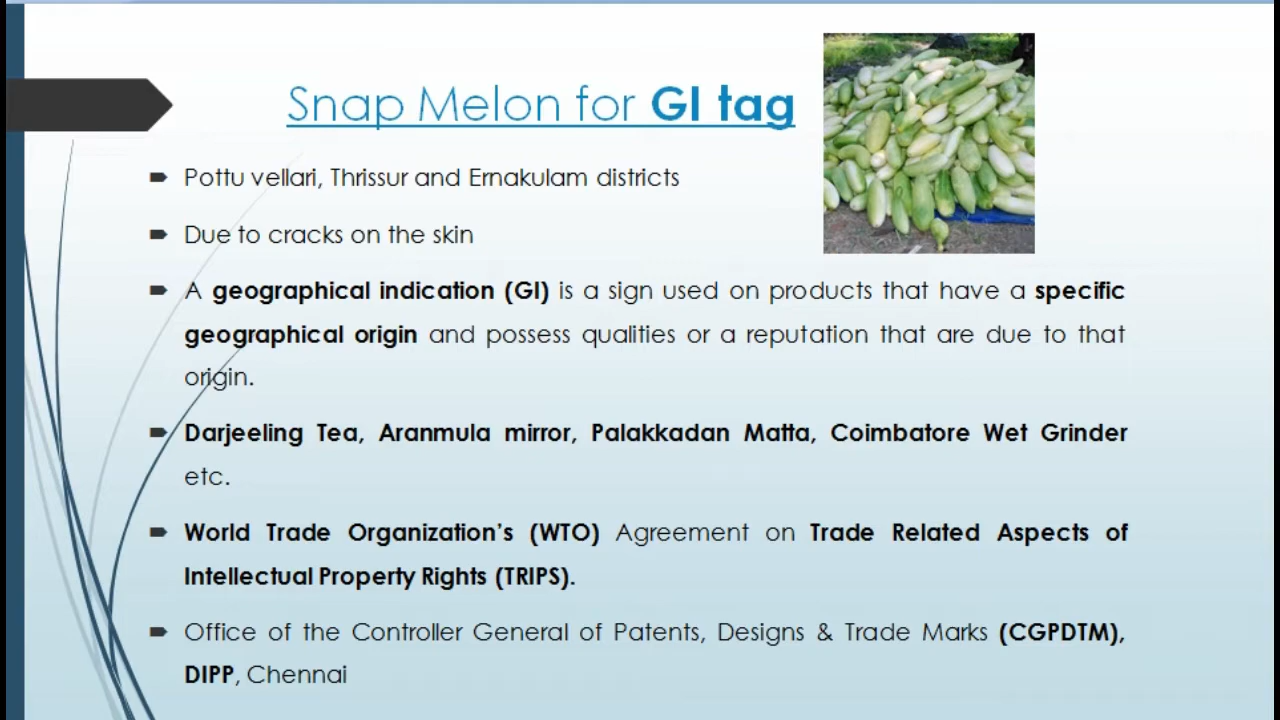 Snap Melon for GI tag
Pottu vellari, Thrissur and Ernakulam districts
Due to cracks on the skin
A geographical indication (GI) is a sign used on products that have a specific
geographical origin and possess qualities or a reputation that are due to that
origin.
Darjeeling Tea, Aranmula mirror, Palakkadan Matta, Coimbatore Wet Grinder
etc.
World Trade Organization's (WTO) Agreement on Trade Related Aspects of
Intellectual Property Rights (TRIPS).
Office of the Controller General of Patents, Designs & Trade Marks (CGPDTM),
DIPP, Chennai